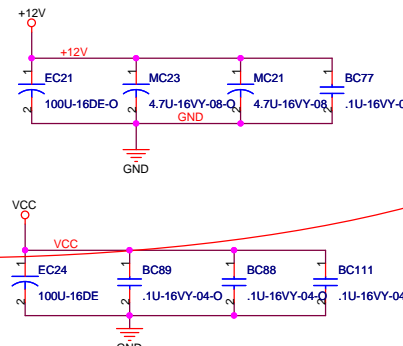 +12V
+12V
1 1 1 1
EC21 MC23 MC21 BC77
100U-16DE-O 4.7U-16VY-08-O 4.7U-16VY-08 .1U-16VY-0
2 2 2 2
GND
GND
VCC
VCC
1 1 1 1
EC24 BC89 BC88 BC111
100U-16DE .1U-16VY-04-O .1U-16VY-04-O .1U-16VY-04
2 2 2 2
GND